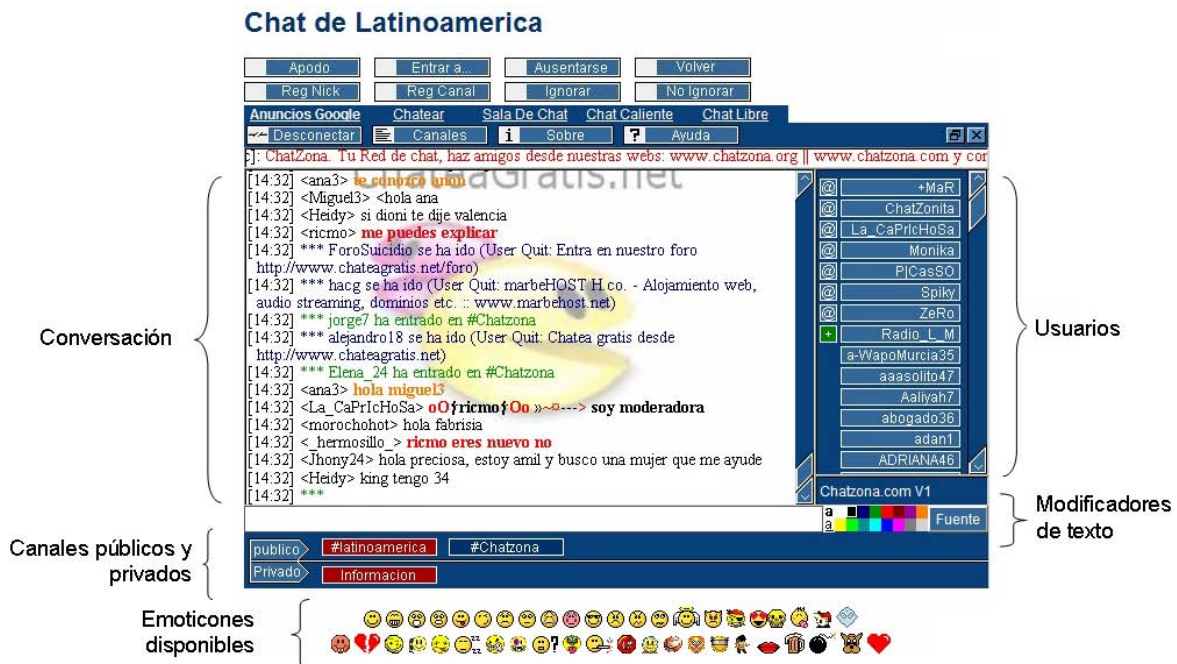 Chat de Latinoamerica
Apodo Entrar a... Ausentarse Volver
Reg Nick Reg Canal Ignorar No Ignorar
Anuncios Google Chatear Sala De Chat Chat Caliente Chat Libre
Desconectar Canales i Sobre ? Ayuda
]: ChatZona. Tu Red de chat, haz amigos desde nuestras webs: www.chatzona.org || www.chatzona.com y con
ChateaGratis.net
Conversación
[14:32] <ana3> te conozco anon
[14:32] <Miguel3> <hola ana
[14:32] <Heidy> si dioni te dije valencia
[14:32] <ricmo> me puedes explicar
[14:32] *** ForoSuicidio se ha ido (User Quit: Entra en nuestro foro
http://www.chateagratis.net/foro)
[14:32] *** hacg se ha ido (User Quit: marbeHOST H.co. - Alojamiento web,
audio streaming, dominios etc. :: www.marbehost.net)
[14:32] *** jorge7 ha entrado en #Chatzona
[14:32] *** alejandro18 se ha ido (User Quit: Chatea gratis desde
http://www.chateagratis.net)
[14:32] *** Elena_24 ha entrado en #Chatzona
[14:32] <ana3> hola miguel3
[14:32] <La_CaPrIcHoSa> oO∮ricmo∮Oo »~¤---> soy moderadora
[14:32] <morochohot> hola fabrisia
[14:32] <_hermosillo_> ricmo eres nuevo no
[14:32] <Jhony24> hola preciosa, estoy amil y busco una mujer que me ayude
[14:32] <Heidy> king tengo 34
[14:32] ***
@ +MaR
@ ChatZonita
@ La_CaPrIcHoSa
@ Monika
@ P|CasSO
@ Spiky
@ ZeRo
+ Radio_L_M
a-WapoMurcia35
aaasolito47
Aaliyah7
abogado36
adan1
ADRIANA46
Usuarios
Chatzona.com V1
a
a
Fuente
Modificadores
de texto
Canales públicos y
privados
publico #latinoamerica #Chatzona
Privado Informacion
Emoticones
disponibles